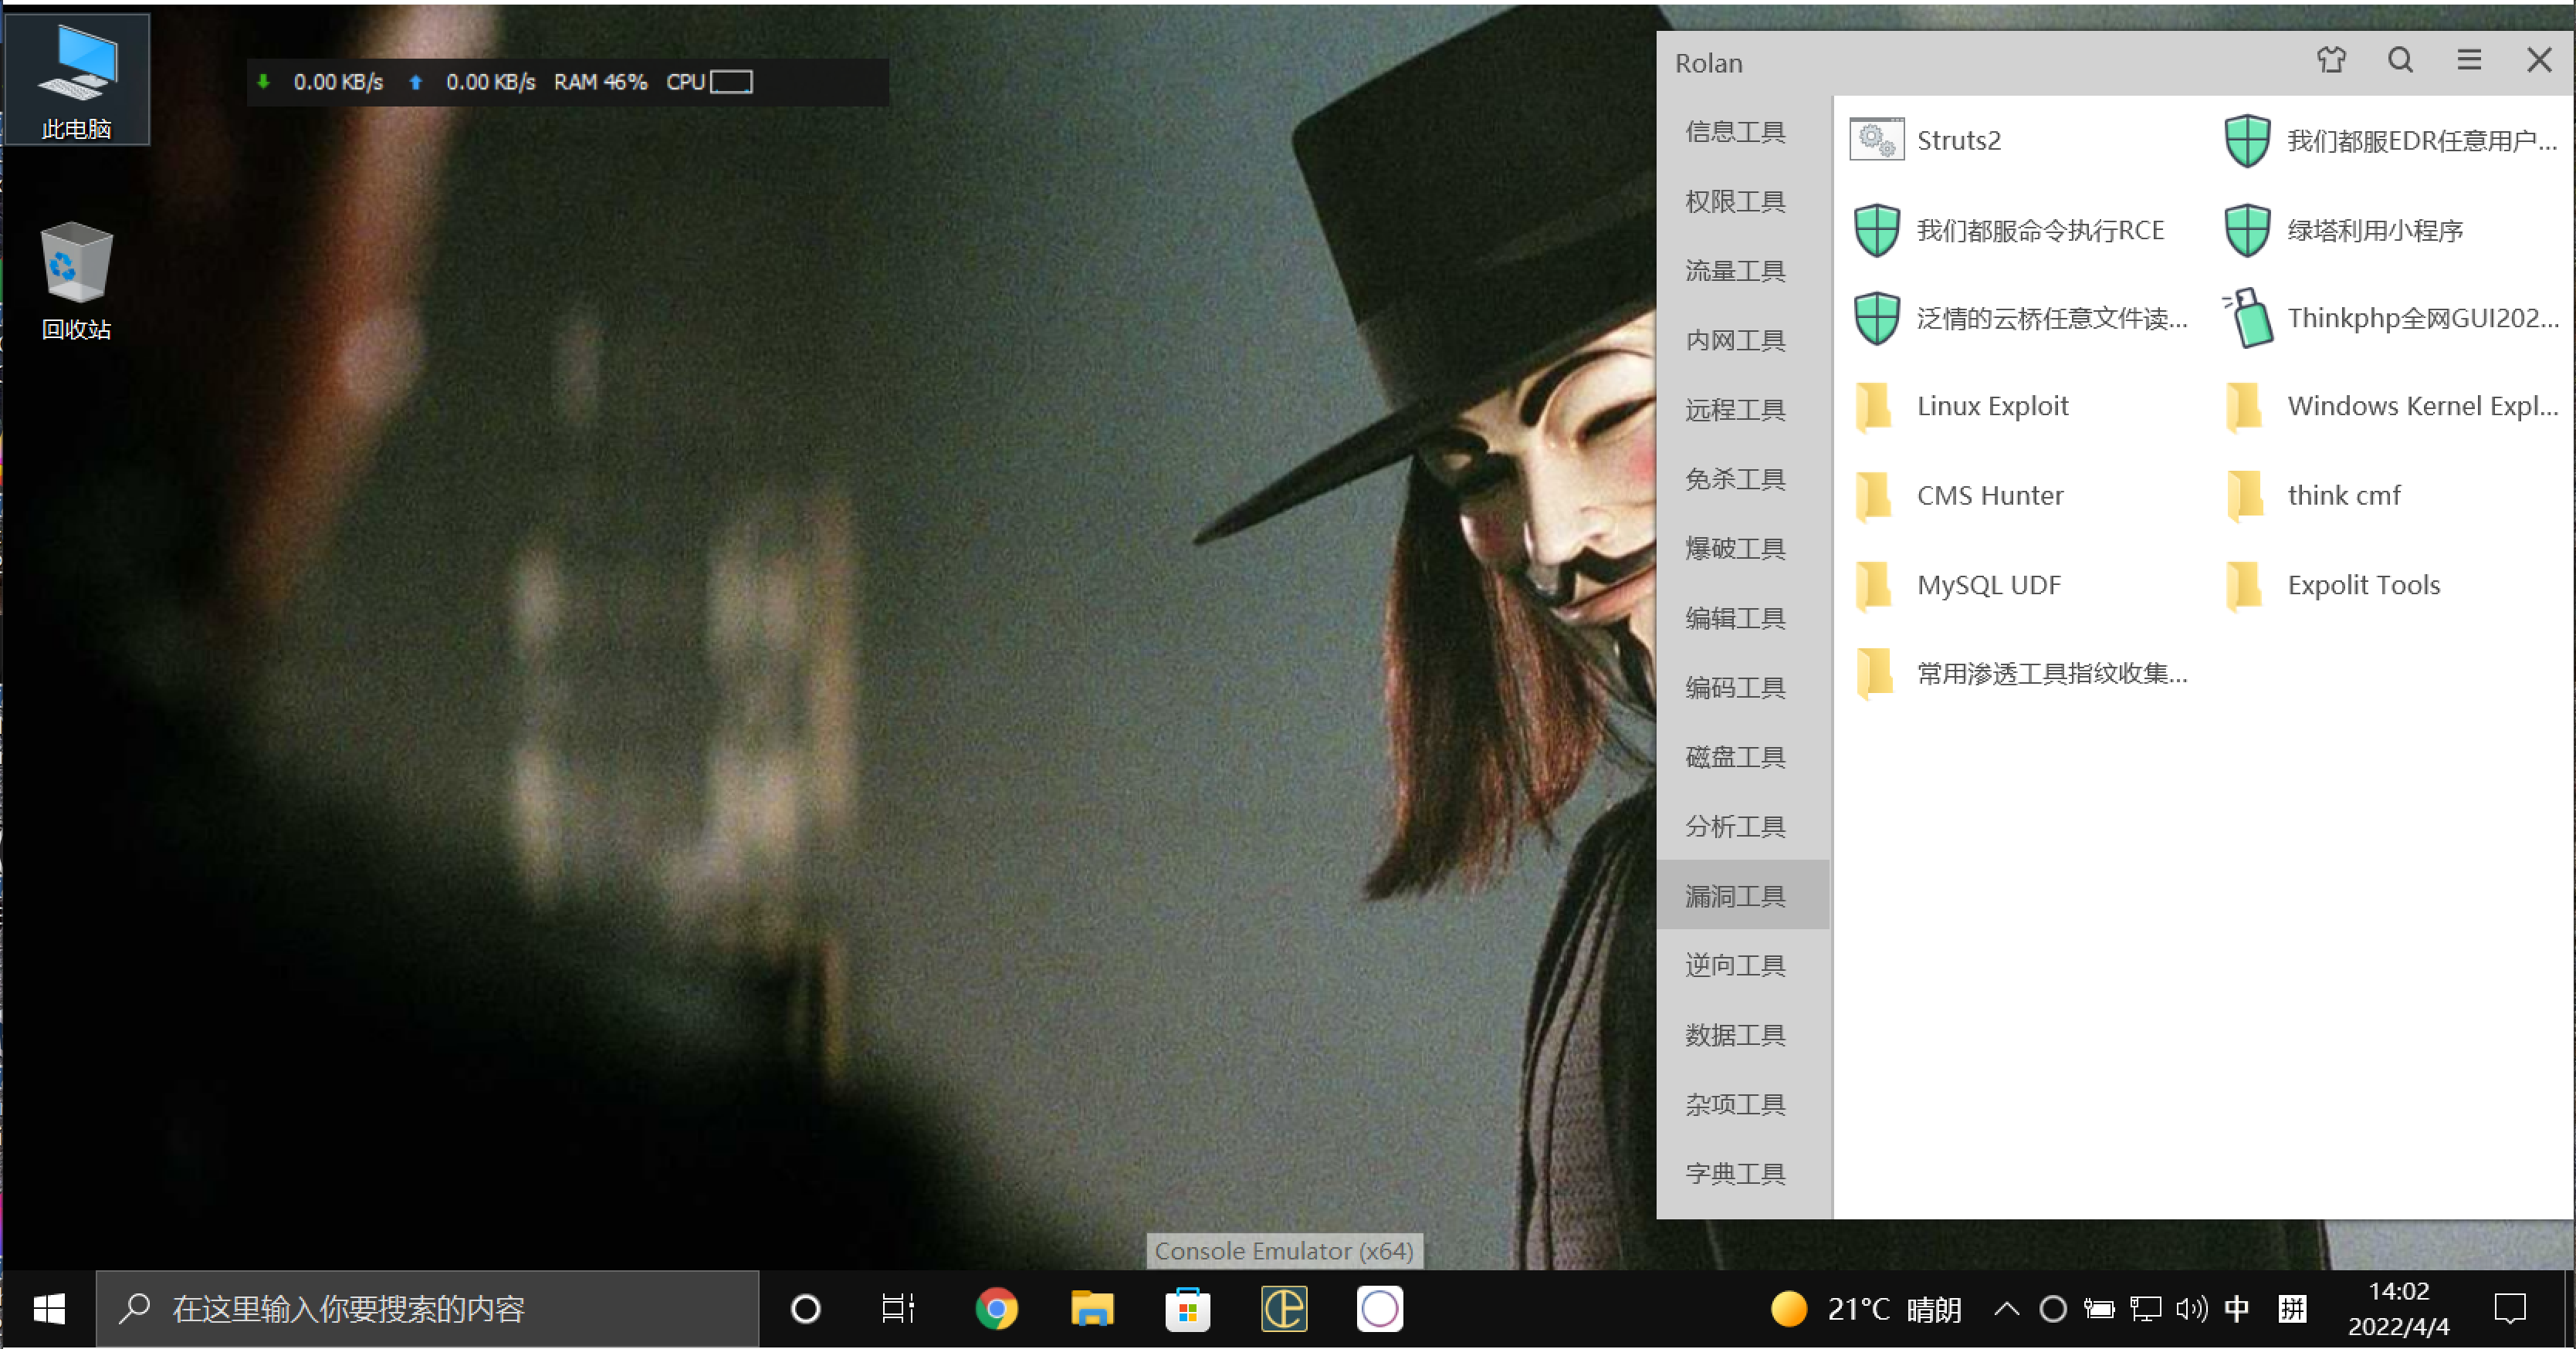 此电脑
回收站
0.00 KB/s 0.00 KB/s RAM 46% CPU
Rolan
信息工具
权限工具
流量工具
内网工具
远程工具
免杀工具
爆破工具
编辑工具
编码工具
磁盘工具
分析工具
漏洞工具
逆向工具
数据工具
杂项工具
字典工具
Struts2
我们都服EDR任意用户...
我们都服命令执行RCE
绿塔利用小程序
泛情的云桥任意文件读...
Thinkphp全网GUI202...
Linux Exploit
Windows Kernel Expl...
CMS Hunter
think cmf
MySQL UDF
Expolit Tools
常用渗透工具指纹收集...
Console Emulator (x64)
在这里输入你要搜索的内容
21°C 晴朗
中
拼
14:02
2022/4/4